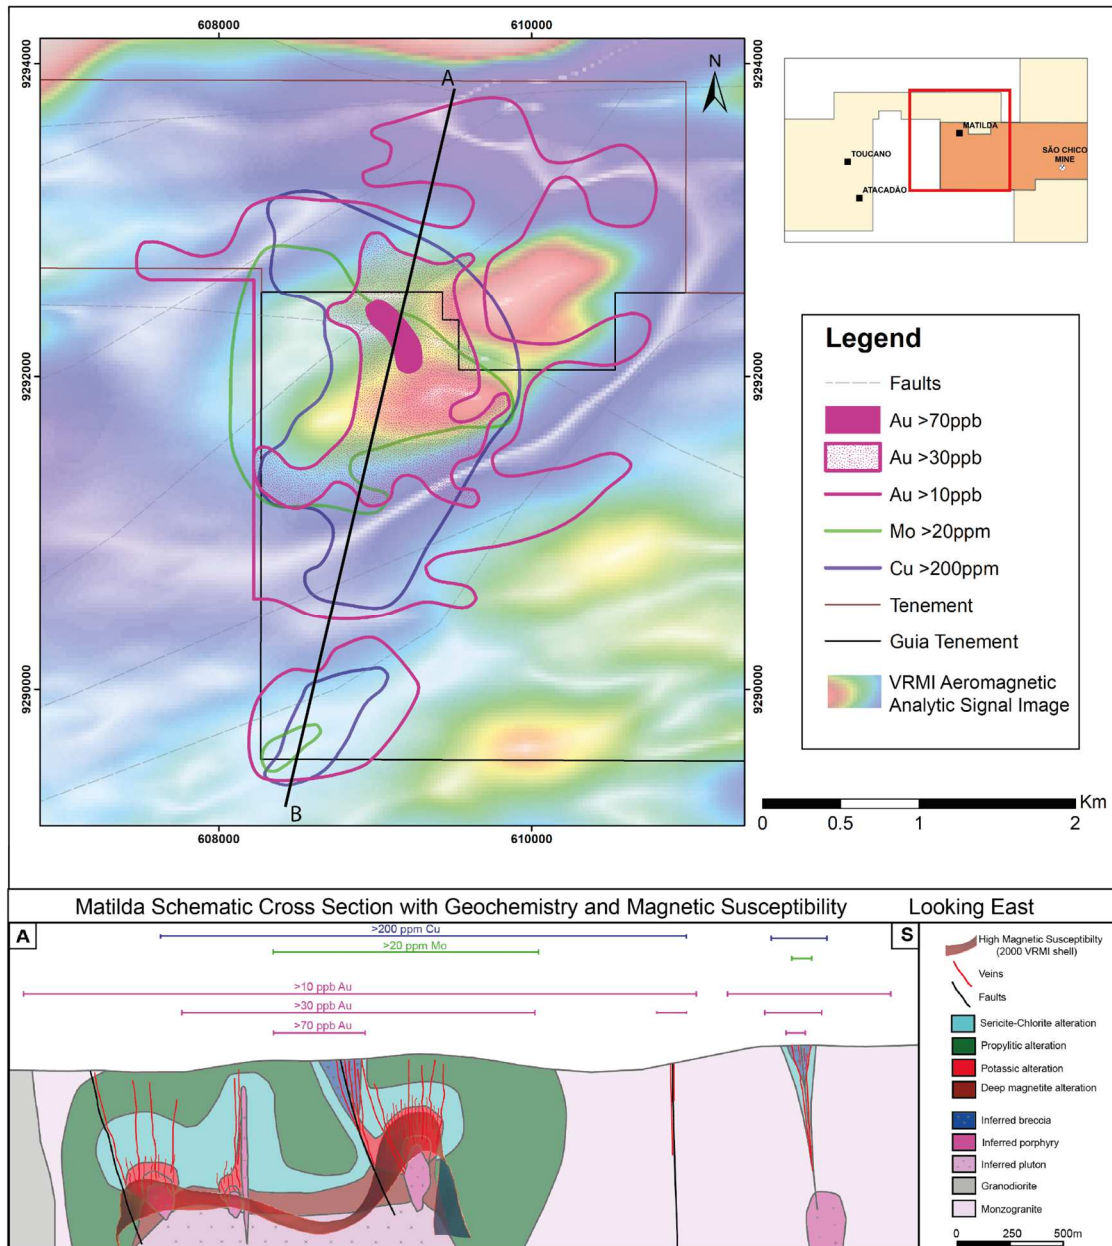 608000
610000
9294000
9294000
A
N
MATILDA
TOUCANO
SÃO CHICO
MINE
ATACADÃO
9292000
9292000
Legend
Faults
Au >70ppb
Au >30ppb
Au >10ppb
Mo >20ppm
Cu >200ppm
Tenement
Guia Tenement
VRMI Aeromagnetic
Analytic Signal Image
9290000
9290000
B
608000
610000
Km
0 0.5 1 2
Matilda Schematic Cross Section with Geochemistry and Magnetic Susceptibility Looking East
A
S
>200 ppm Cu
>20 ppm Mo
>10 ppb Au
>30 ppb Au
>70 ppb Au
High Magnetic Susceptibilty
(2000 VRMI shell)
Veins
Faults
Sericite-Chlorite alteration
Propylitic alteration
Potassic alteration
Deep magnetite alteration
Inferred breccia
Inferred porphyry
Inferred pluton
Granodiorite
Monzogranite
0 250 500m